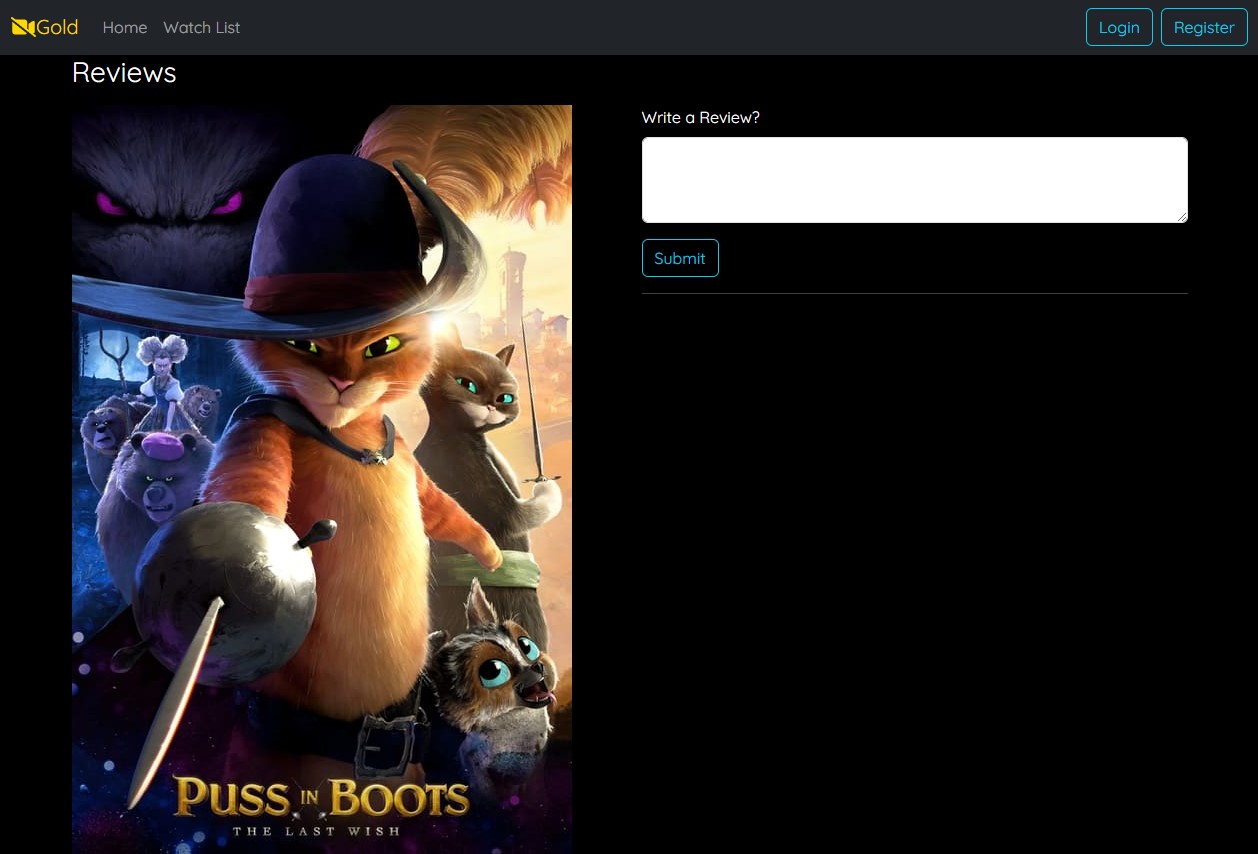 Gold Home Watch List Login Register
Reviews
Write a Review?
Submit
PUSS IN BOOTS
THE LAST WISH